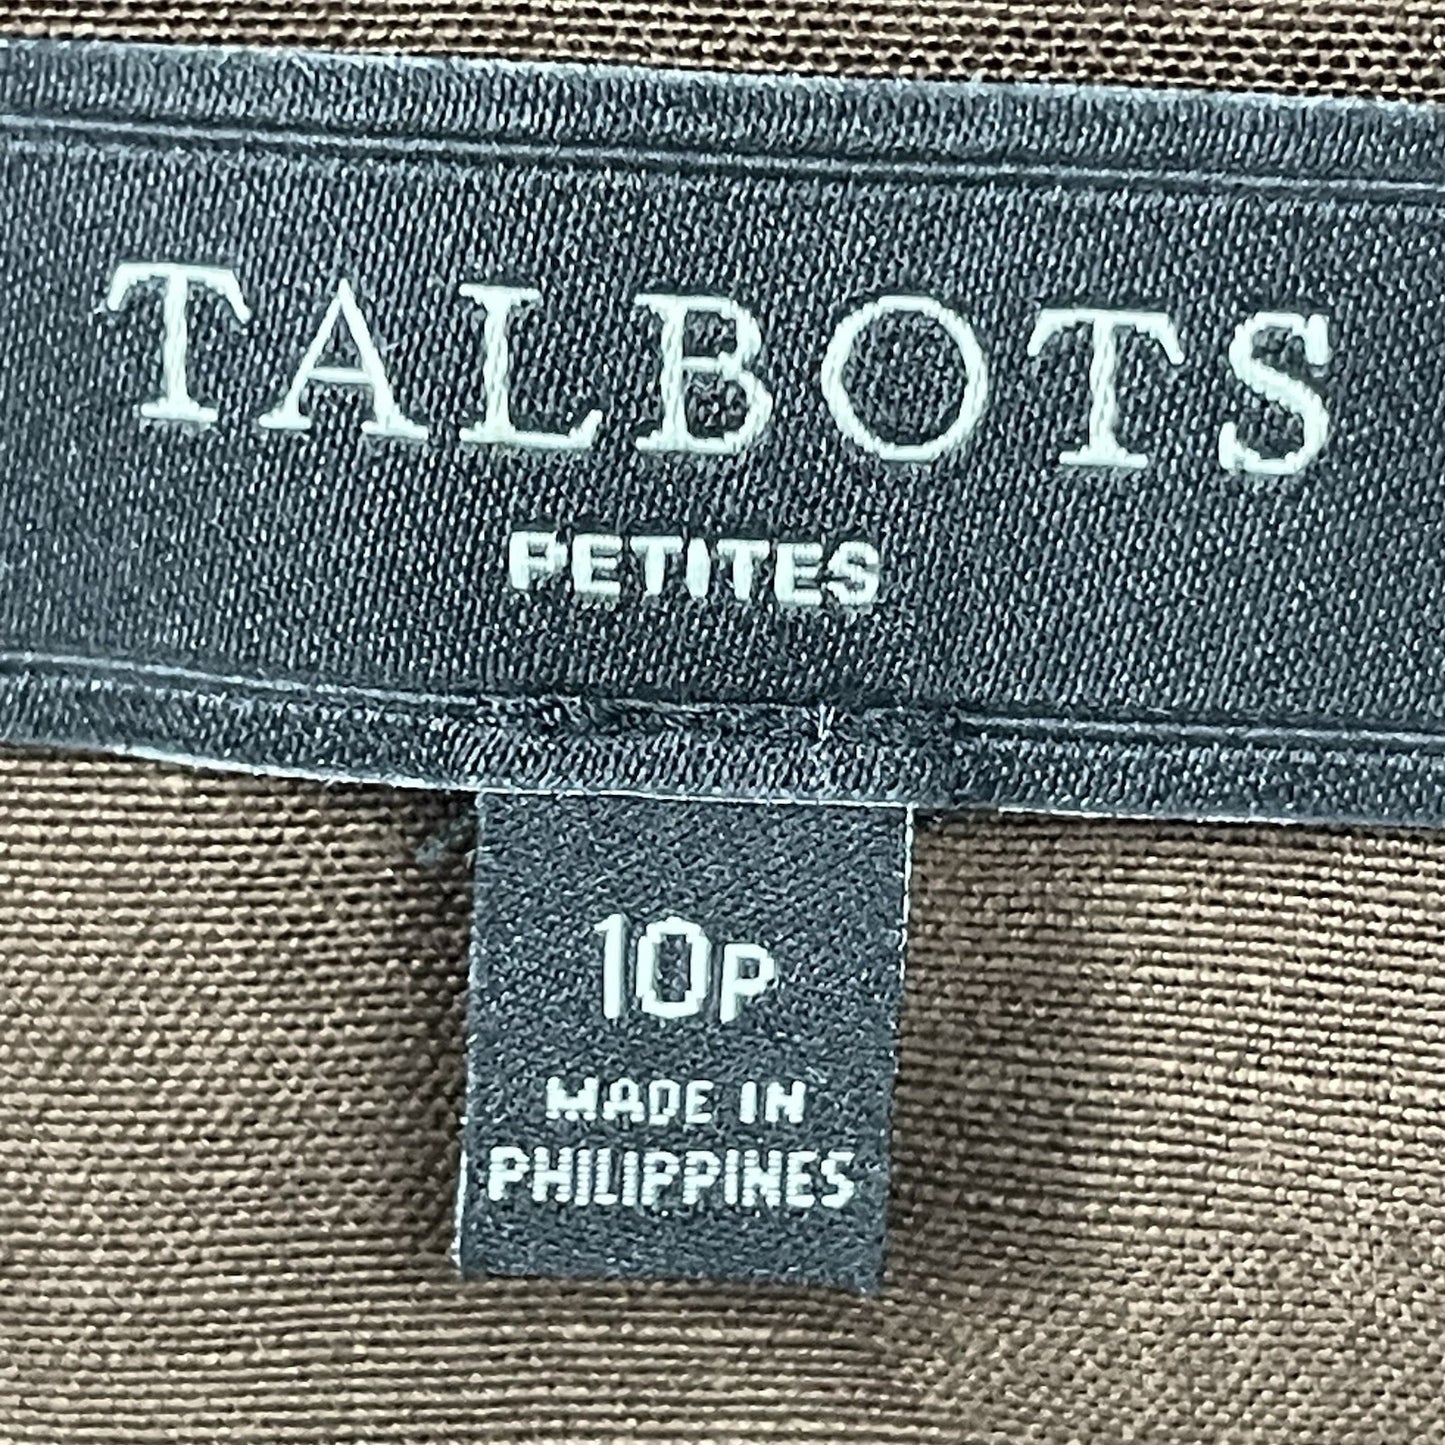 TALBOTS
PETITES
10P
MADE IN
PHILIPPINES